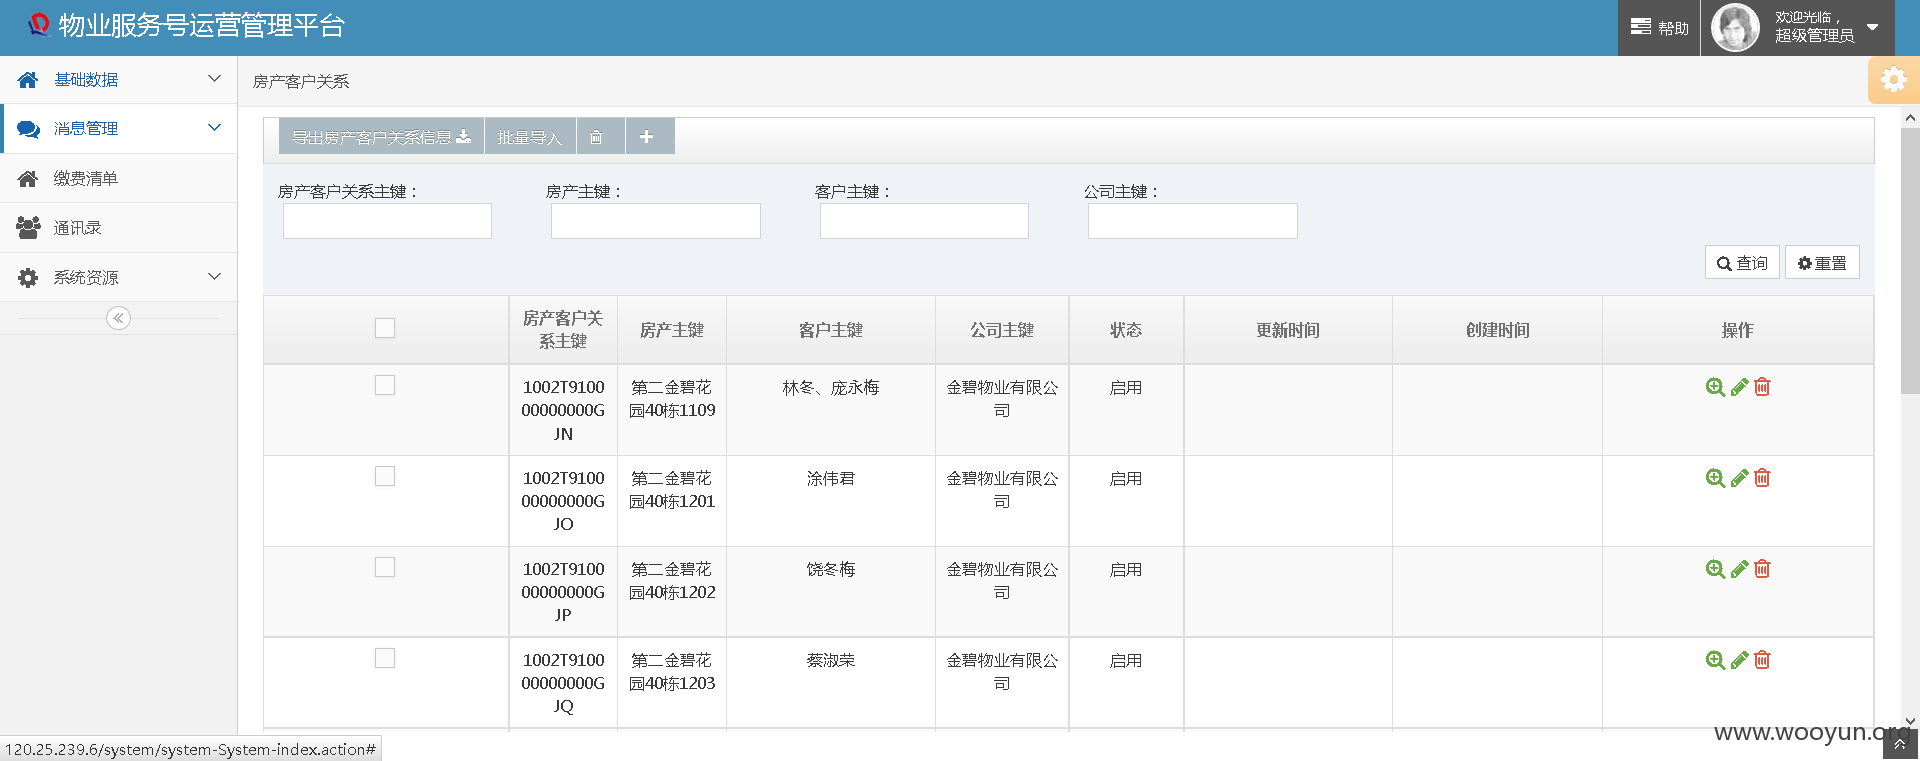 物业服务号运营管理平台
帮助
欢迎光临，
超级管理员
基础数据
消息管理
缴费清单
通讯录
系统资源
房产客户关系
导出房产客户关系信息 批量导入
房产客户关系主键： 房产主键： 客户主键： 公司主键：
查询 重置
房产客户关系主键 房产主键 客户主键 公司主键 状态 更新时间 创建时间 操作
1002T9100 第二金碧花 林冬、庞永梅 金碧物业有限公 启用
00000000G 园40栋1109 司
JN
1002T9100 第二金碧花 涂伟君 金碧物业有限公 启用
00000000G 园40栋1201 司
JO
1002T9100 第二金碧花 饶冬梅 金碧物业有限公 启用
00000000G 园40栋1202 司
JP
1002T9100 第二金碧花 蔡淑荣 金碧物业有限公 启用
00000000G 园40栋1203 司
JQ
www.wooyun.org
120.25.239.6/system/system-System-index.action#